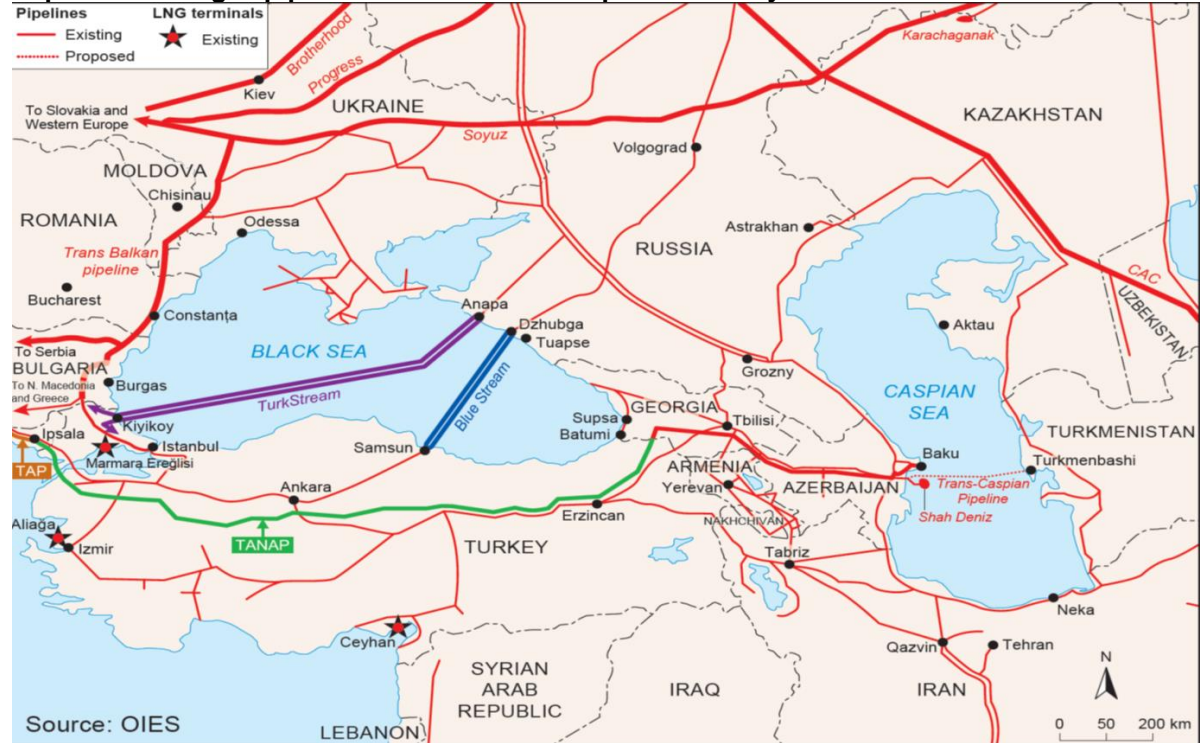 Pipelines
LNG terminals
Existing
Existing
Proposed
Brotherhood
Progress
Kiev
UKRAINE
Karachaganak
KAZAKHSTAN
To Slovakia and
Western Europe
Soyuz
Volgograd
MOLDOVA
Chisinau
ROMANIA
Odessa
Astrakhan
RUSSIA
Trans Balkan
pipeline
CAC
UZBEKISTAN
Bucharest
Constanța
Anapa
Dzhubga
Tuapse
Aktau
BLACK SEA
To Serbia
BULGARIA
To N. Macedonia
and Greece
Burgas
Grozny
CASPIAN
SEA
TurkStream
Blue Stream
Kiyikoy
Supsa
GEORGIA
Batumi
Tbilisi
Ipsala
Istanbul
Samsun
TURKMENISTAN
TAP
Marmara Ereğlisi
Baku
Turkmenbashi
ARMENIA
Yerevan
AZERBAIJAN
Trans-Caspian
Pipeline
Ankara
Erzincan
Shah Deniz
NAKHCHIVAN
Aliağa
Izmir
TANAP
TURKEY
Tabriz
Neka
Ceyhan
Qazvin
Tehran
SYRIAN
ARAB
REPUBLIC
IRAQ
IRAN
N
Source: OIES
LEBANON
0 50 200 km